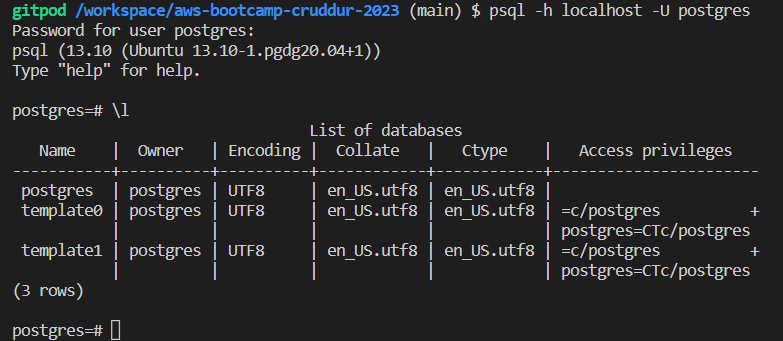 gitpod /workspace/aws-bootcamp-cruddur-2023 (main) $ psql -h localhost -U postgres
Password for user postgres:
psql (13.10 (Ubuntu 13.10-1.pgdg20.04+1))
Type "help" for help.

postgres=# \l
                              List of databases
   Name    |  Owner   | Encoding |  Collate   |   Ctype    |   Access privileges
-----------+----------+----------+------------+------------+-----------------------
 postgres  | postgres | UTF8     | en_US.utf8 | en_US.utf8 |
 template0 | postgres | UTF8     | en_US.utf8 | en_US.utf8 | =c/postgres          +
           |          |          |            |            | postgres=CTc/postgres
 template1 | postgres | UTF8     | en_US.utf8 | en_US.utf8 | =c/postgres          +
           |          |          |            |            | postgres=CTc/postgres
(3 rows)

postgres=#